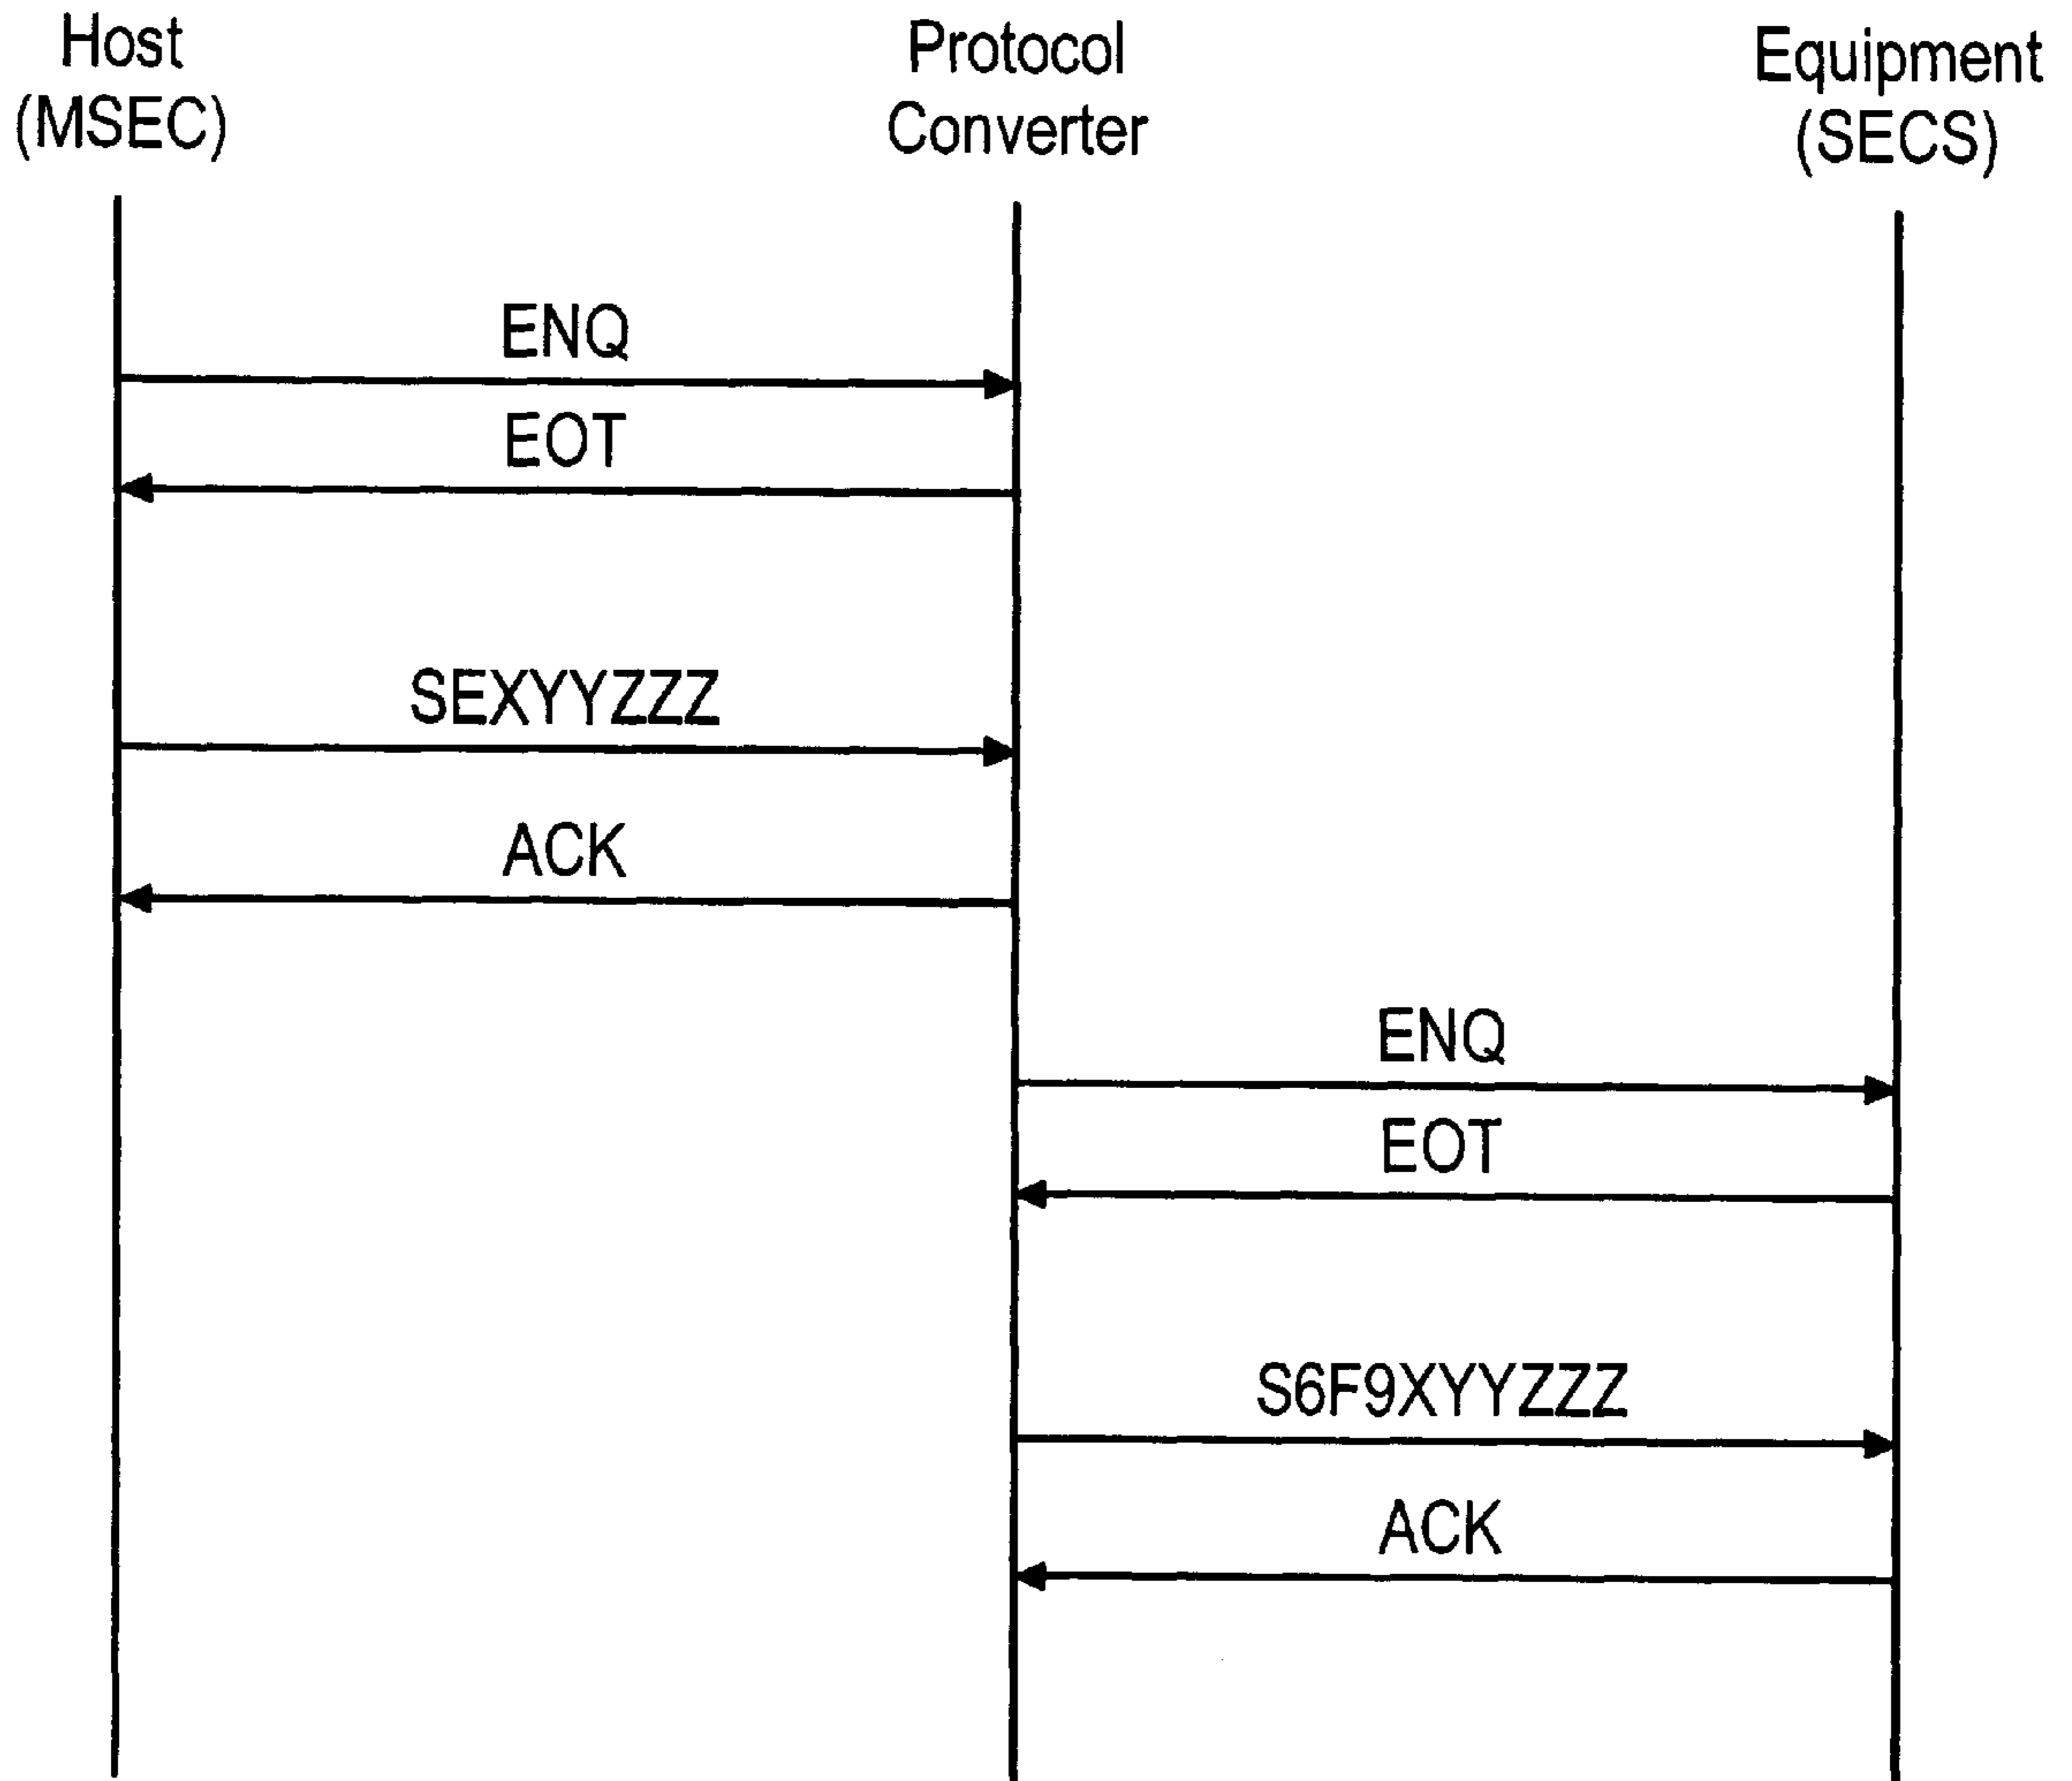 Host
(MSEC)
Protocol
Converter
Equipment
(SECS)
ENQ
EOT
SEXYYZZZ
ACK
ENQ
EOT
S6F9XYYZZZ
ACK